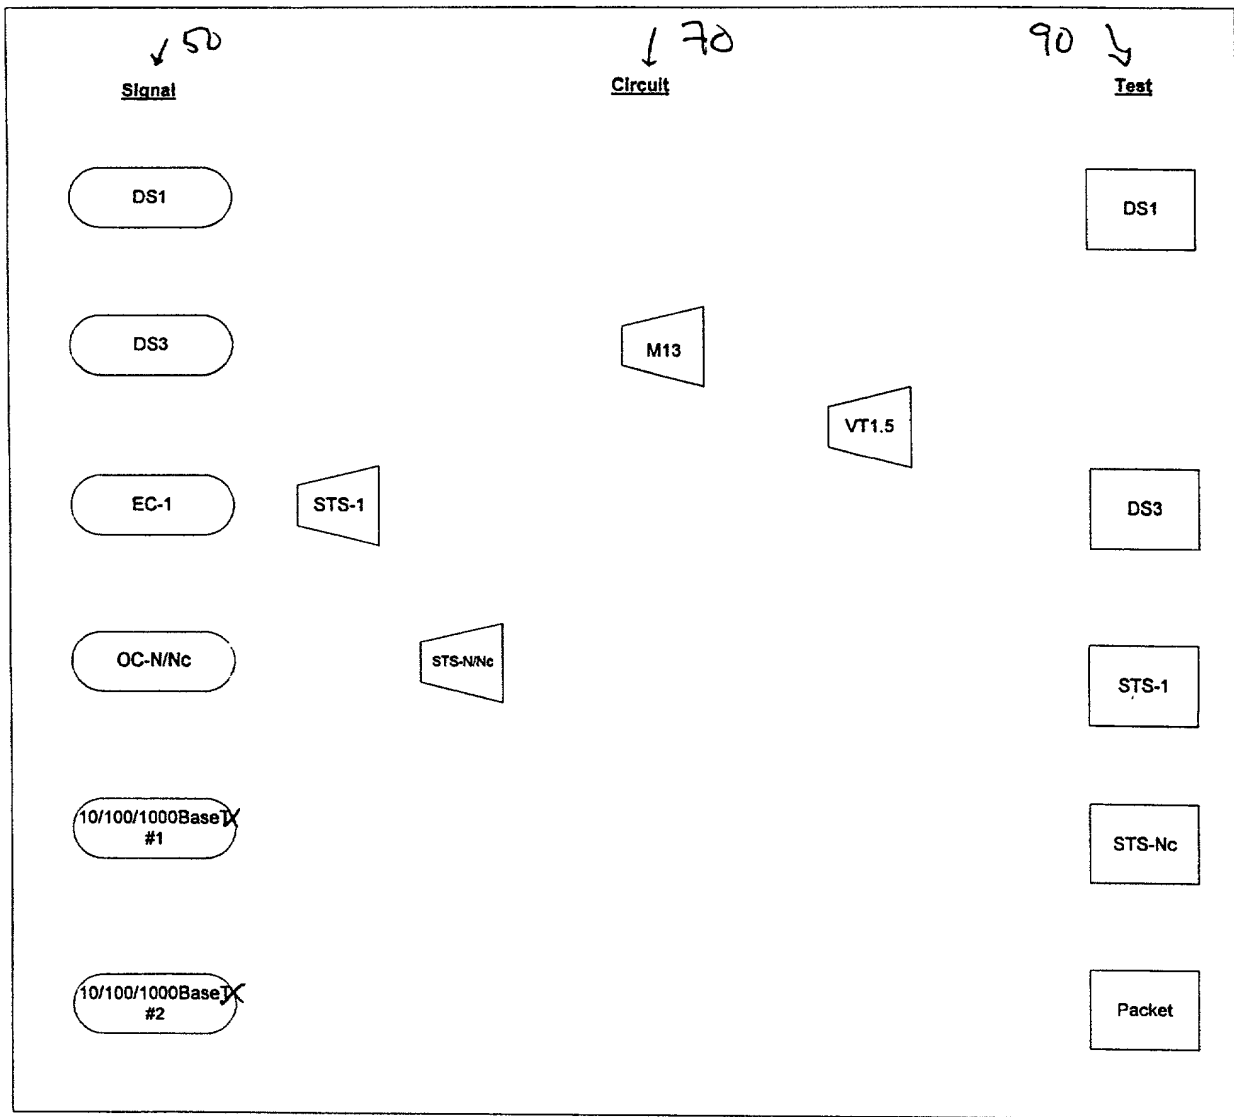 50
70
90
Signal
Circuit
Test
DS1
DS1
DS3
M13
VT1.5
EC-1
STS-1
DS3
OC-N/Nc
STS-N/Nc
STS-1
10/100/1000BaseTX
#1
STS-Nc
10/100/1000BaseTX
#2
Packet